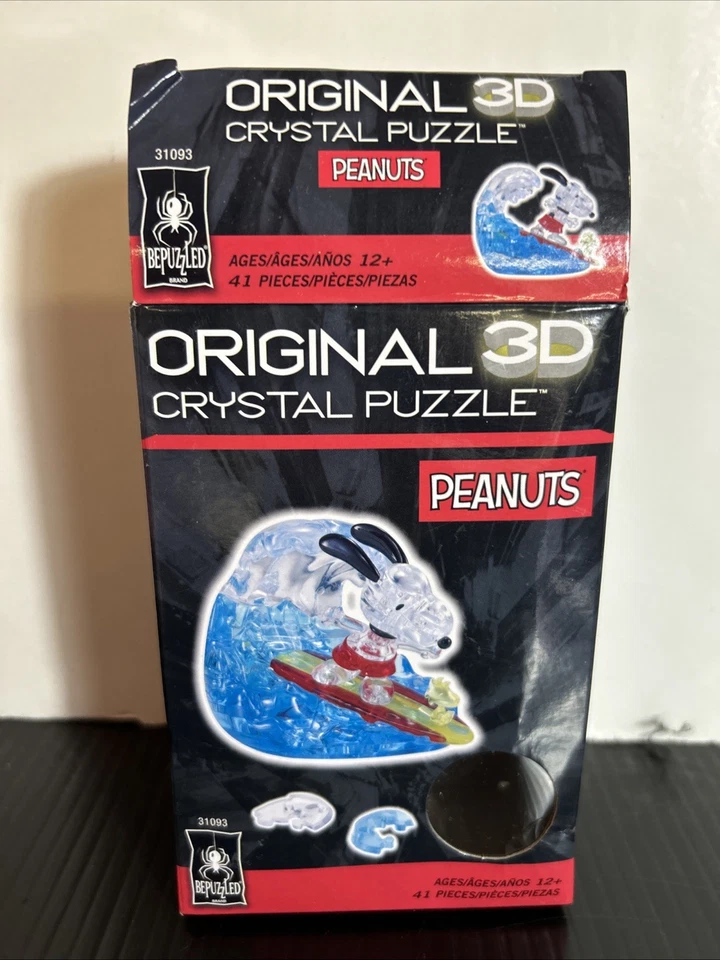 ORIGINAL 3D
CRYSTAL PUZZLE™
PEANUTS
31093
BEPUZZLED®
BRAND
AGES/ÂGES/AÑOS 12+
41 PIECES/PIÈCES/PIEZAS
ORIGINAL 3D
CRYSTAL PUZZLE™
PEANUTS
31093
BEPUZZLED
BRAND
AGES/ÂGES/AÑOS 12+
41 PIECES/PIÈCES/PIEZAS